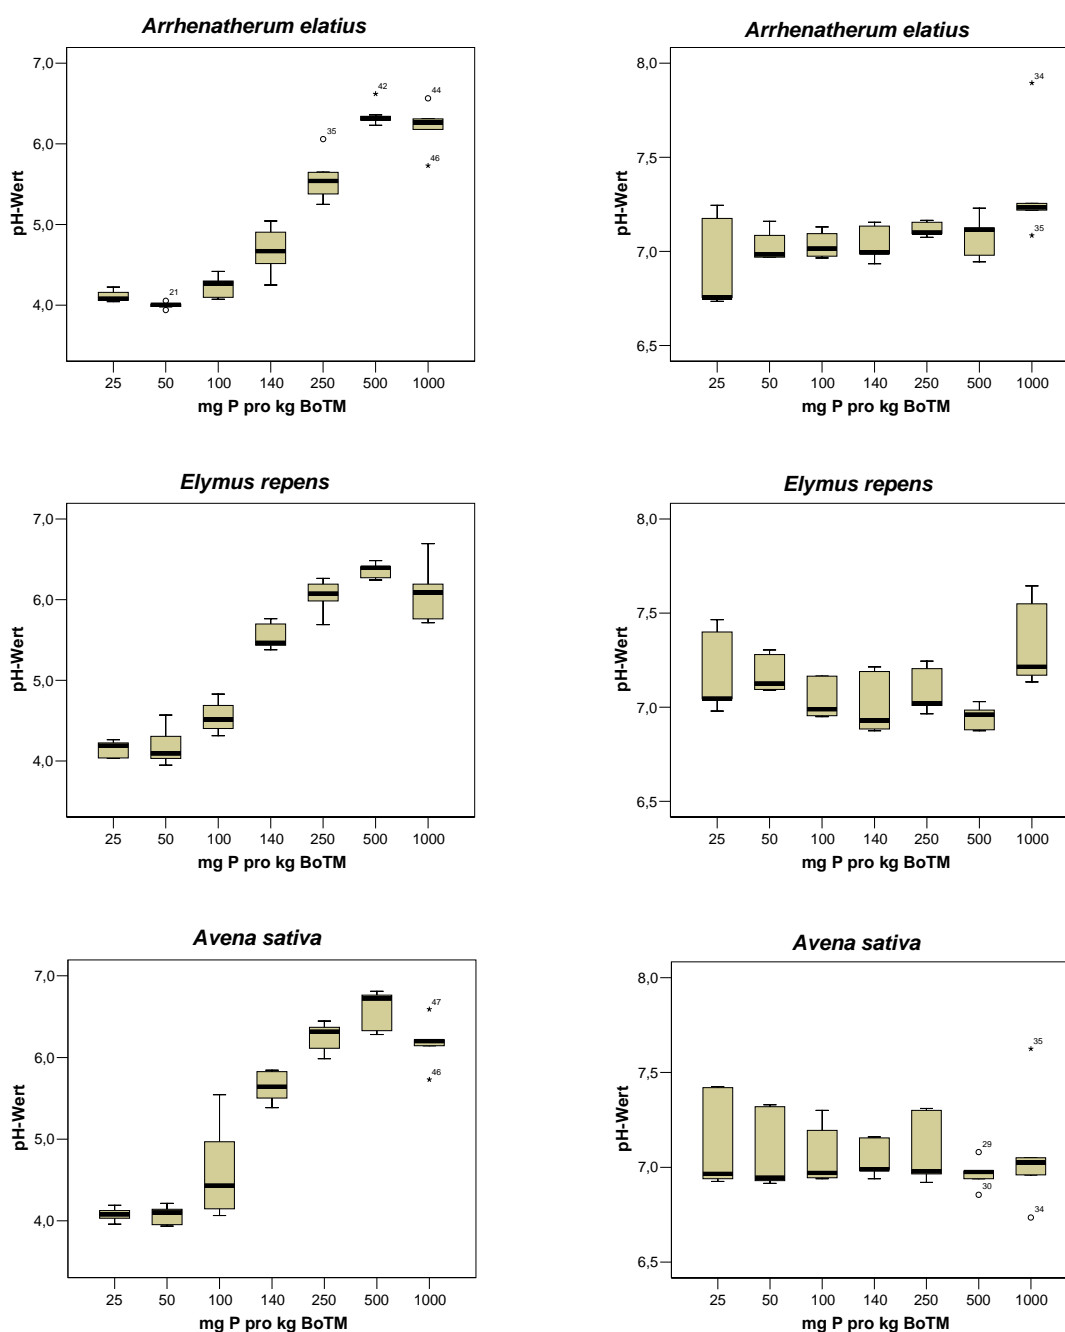 Arrhenatherum elatius
pH-Wert
7,0
6,0
5,0
4,0
42
44
35
46
21
25 50 100 140 250 500 1000
mg P pro kg BoTM
Arrhenatherum elatius
pH-Wert
8,0
7,5
7,0
6,5
34
35
25 50 100 140 250 500 1000
mg P pro kg BoTM
Elymus repens
pH-Wert
7,0
6,0
5,0
4,0
25 50 100 140 250 500 1000
mg P pro kg BoTM
Elymus repens
pH-Wert
8,0
7,5
7,0
6,5
25 50 100 140 250 500 1000
mg P pro kg BoTM
Avena sativa
pH-Wert
7,0
6,0
5,0
4,0
47
46
25 50 100 140 250 500 1000
mg P pro kg BoTM
Avena sativa
pH-Wert
8,0
7,5
7,0
6,5
35
29
30
34
25 50 100 140 250 500 1000
mg P pro kg BoTM